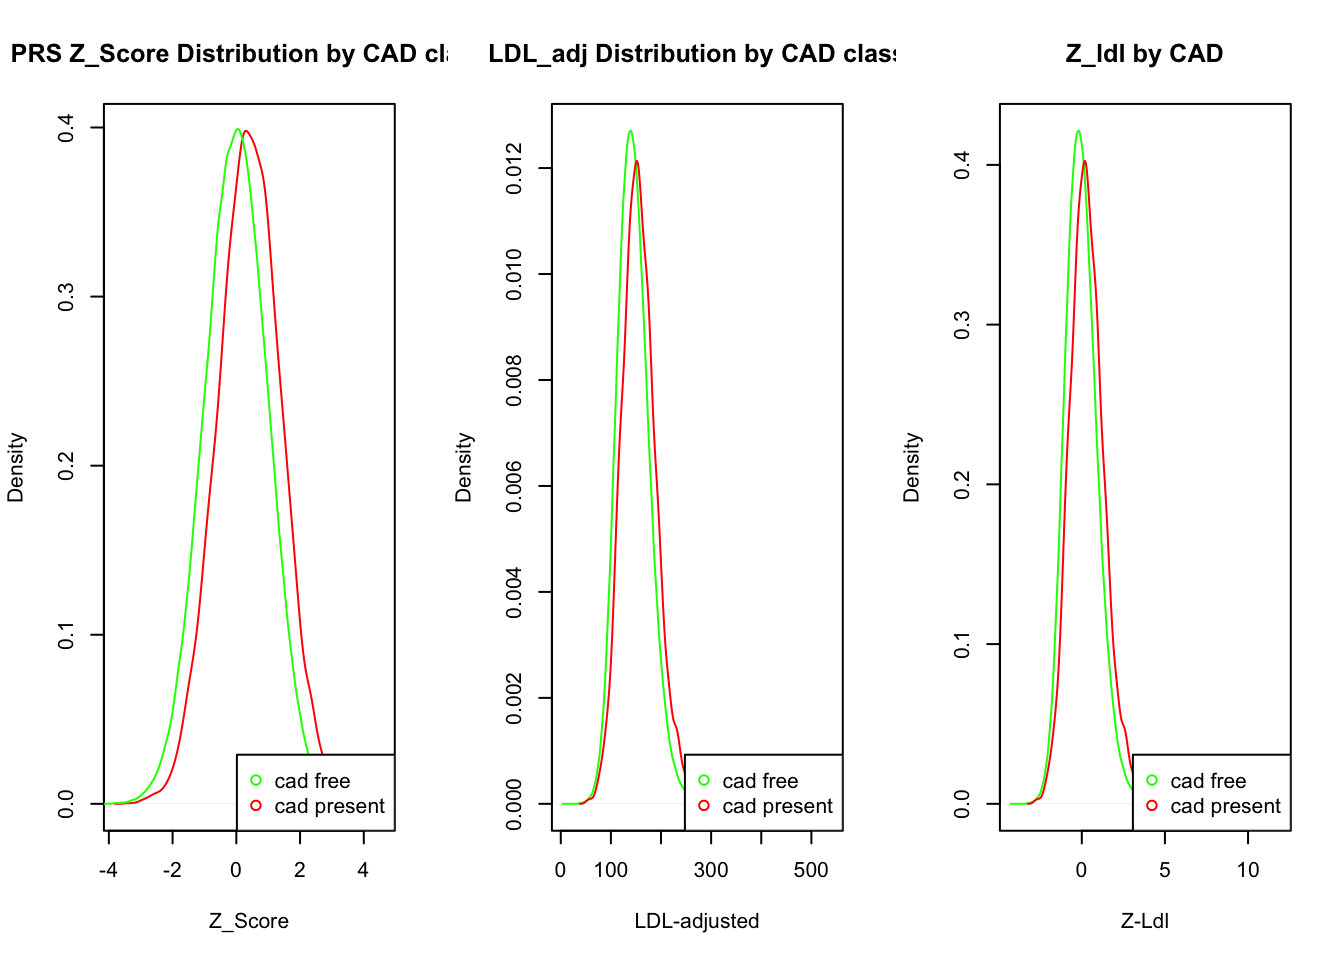 PRS Z_Score Distribution by CAD cla
Density
0.0
0.1
0.2
0.3
0.4
-4 -2 0 2 4
Z_Score
cad free
cad present
LDL_adj Distribution by CAD class
Density
0.000
0.002
0.004
0.006
0.008
0.010
0.012
0 100 300 500
LDL-adjusted
cad free
cad present
Z_ldl by CAD
Density
0.0
0.1
0.2
0.3
0.4
0 5 10
Z-Ldl
cad free
cad present